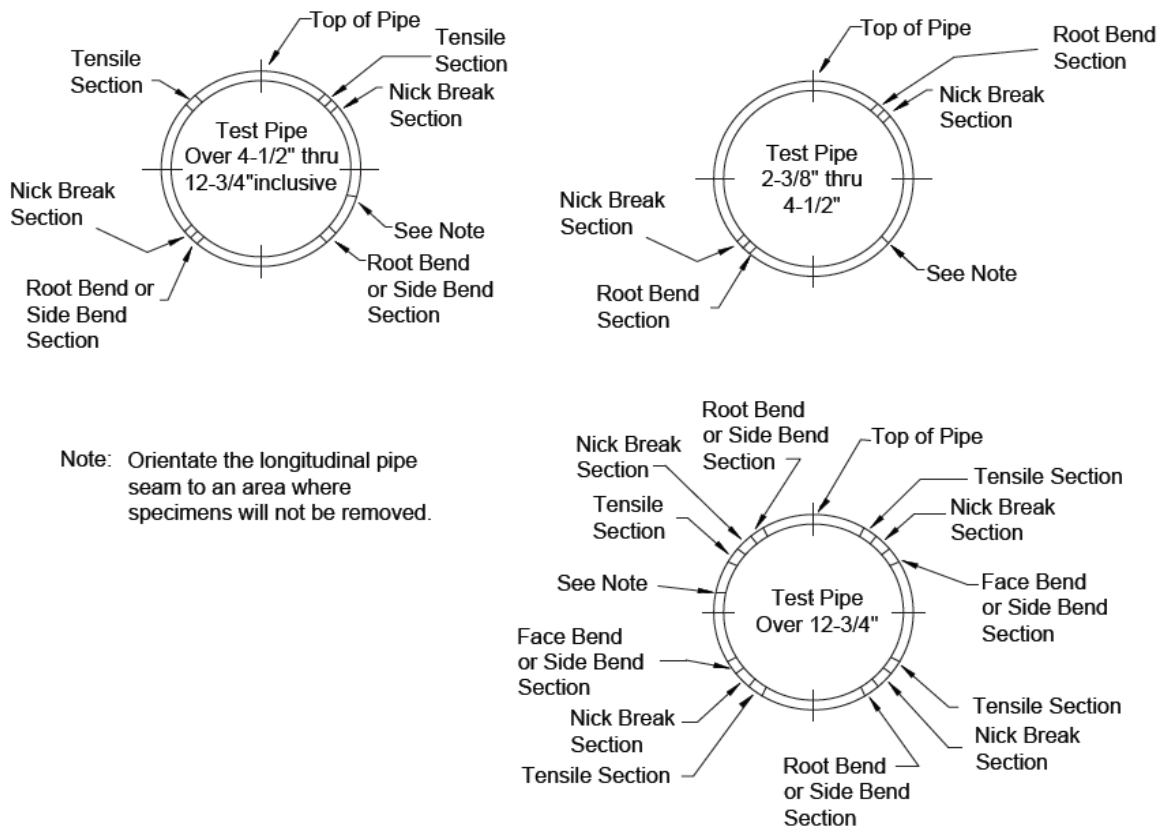 Top of Pipe
Tensile
Section
Tensile
Section
Nick Break
Section
Test Pipe
Over 4-1/2" thru
12-3/4"inclusive
Nick Break
Section
See Note
Root Bend or
Side Bend
Section
Root Bend
or Side Bend
Section
Top of Pipe
Root Bend
Section
Nick Break
Section
Test Pipe
2-3/8" thru
4-1/2"
Nick Break
Section
See Note
Root Bend
Section
Note: Orientate the longitudinal pipe
seam to an area where
specimens will not be removed.
Root Bend
or Side Bend
Section
Top of Pipe
Nick Break
Section
Tensile Section
Tensile
Section
Nick Break
Section
See Note
Test Pipe
Over 12-3/4"
Face Bend
or Side Bend
Section
Face Bend
or Side Bend
Section
Nick Break
Section
Tensile Section
Tensile Section
Nick Break
Section
Root Bend
or Side Bend
Section